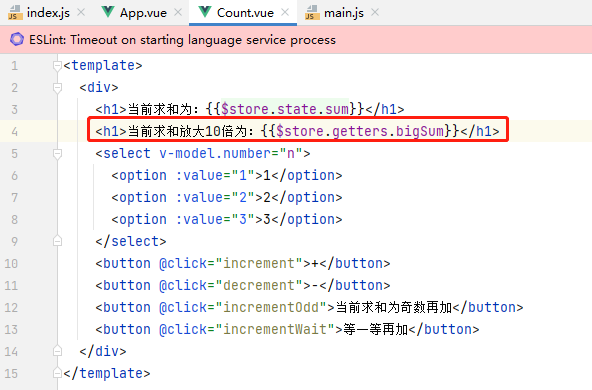 index.js App.vue Count.vue main.js
ESLint: Timeout on starting language service process
1 <template>
2 <div>
3 <h1>当前求和为：{{$store.state.sum}}</h1>
4 <h1>当前求和放大10倍为：{{$store.getters.bigSum}}</h1>
5 <select v-model.number="n">
6 <option :value="1">1</option>
7 <option :value="2">2</option>
8 <option :value="3">3</option>
9 </select>
10 <button @click="increment">+</button>
11 <button @click="decrement">-</button>
12 <button @click="incrementOdd">当前求和为奇数再加</button>
13 <button @click="incrementWait">等一等再加</button>
14 </div>
15 </template>